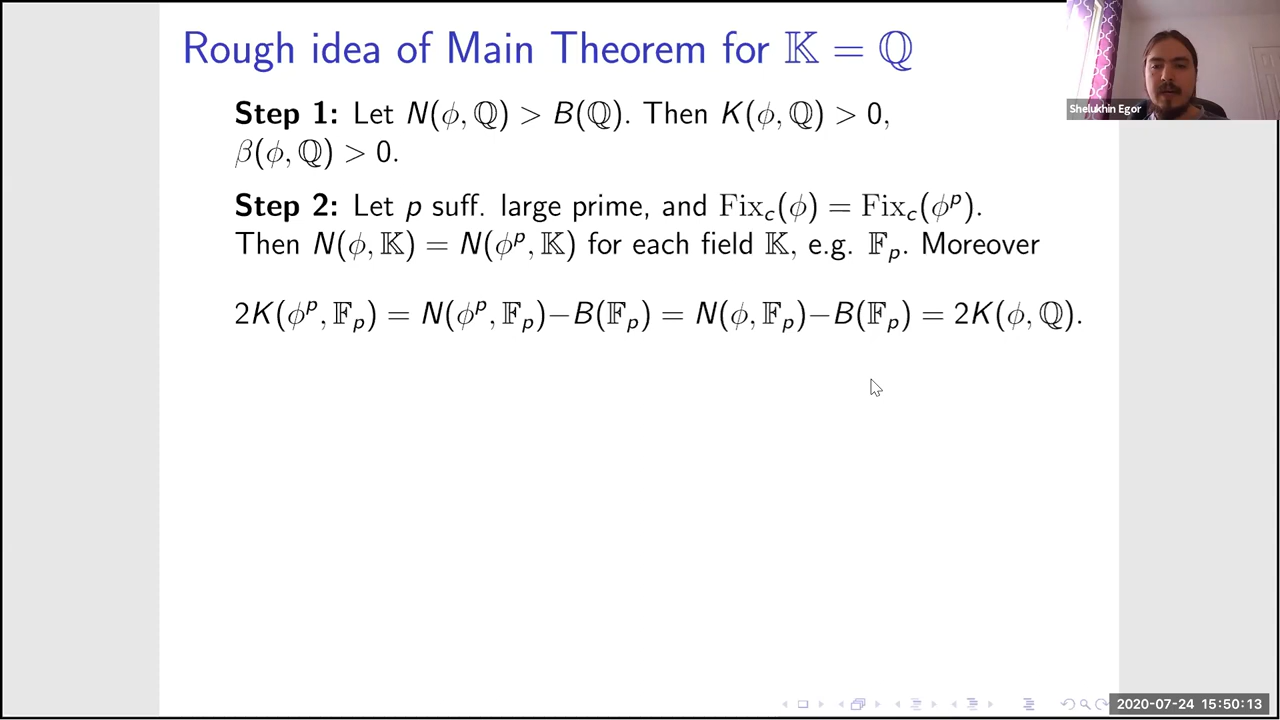 Rough idea of Main Theorem for 𝕂 = ℚ
Shelukhin Egor
Step 1: Let N(ϕ, ℚ) > B(ℚ). Then K(ϕ, ℚ) > 0,
β(ϕ, ℚ) > 0.
Step 2: Let p suff. large prime, and Fix_c(ϕ) = Fix_c(ϕ^p).
Then N(ϕ, 𝕂) = N(ϕ^p, 𝕂) for each field 𝕂, e.g. 𝔽_p. Moreover
2K(ϕ^p, 𝔽_p) = N(ϕ^p, 𝔽_p)−B(𝔽_p) = N(ϕ, 𝔽_p)−B(𝔽_p) = 2K(ϕ, ℚ).
2020-07-24 15:50:13